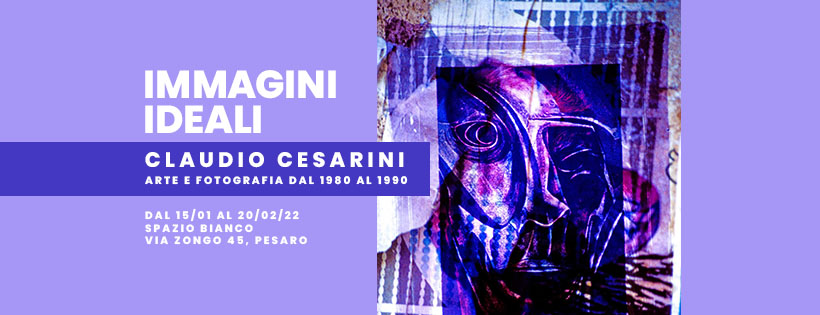 IMMAGINI
IDEALI
CLAUDIO CESARINI
ARTE E FOTOGRAFIA DAL 1980 AL 1990
DAL 15/01 AL 20/02/22
SPAZIO BIANCO
VIA ZONGO 45, PESARO